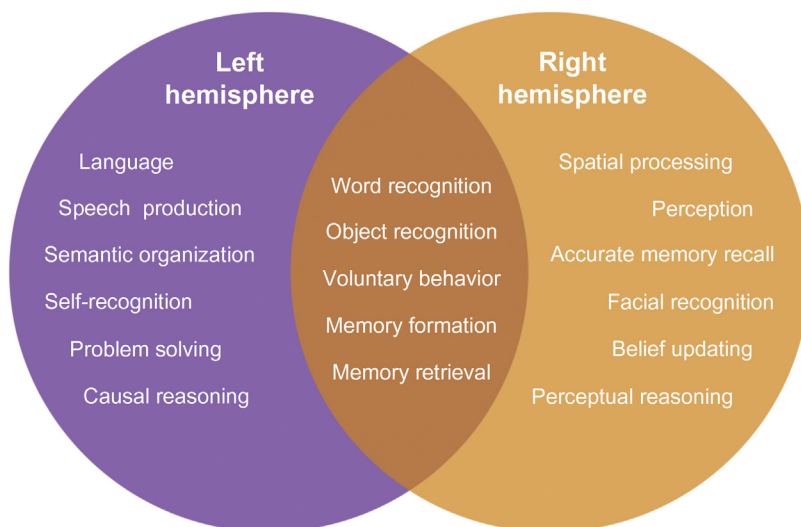 Left
hemisphere
Language
Speech production
Semantic organization
Self-recognition
Problem solving
Causal reasoning
Word recognition
Object recognition
Voluntary behavior
Memory formation
Memory retrieval
Right
hemisphere
Spatial processing
Perception
Accurate memory recall
Facial recognition
Belief updating
Perceptual reasoning